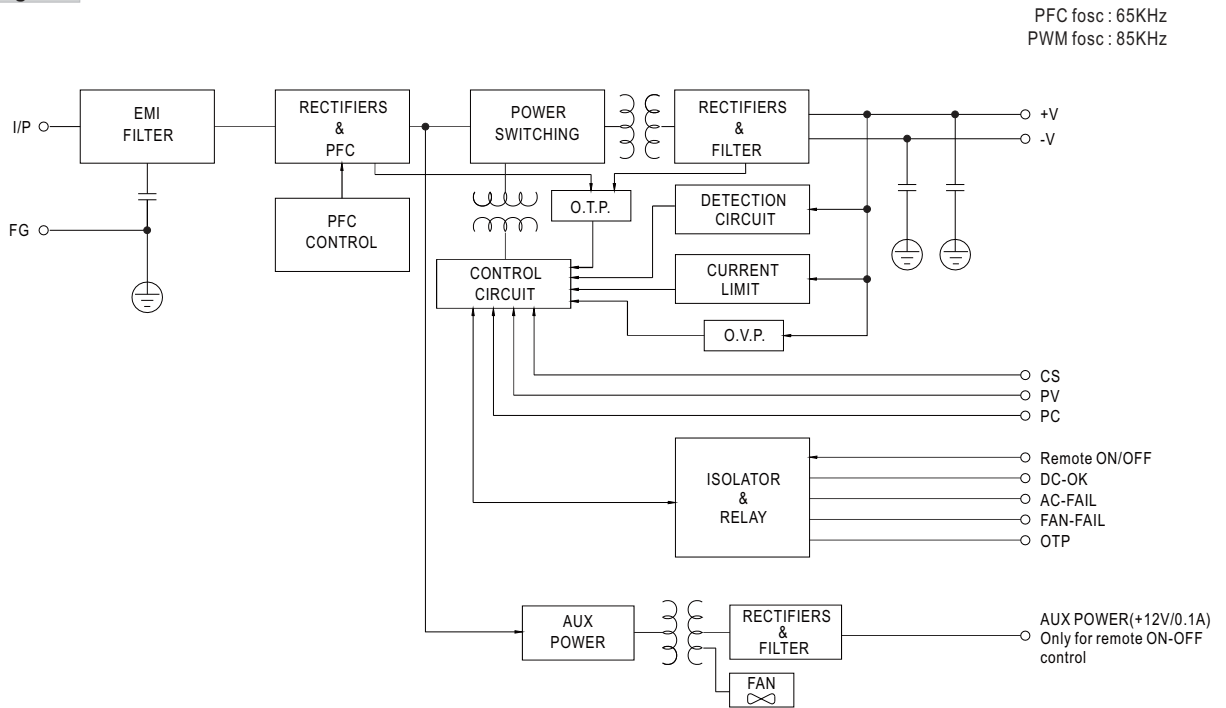 PFC fosc : 65KHz
PWM fosc : 85KHz
I/P
EMI
FILTER
RECTIFIERS
&
PFC
POWER
SWITCHING
RECTIFIERS
&
FILTER
+V
-V
FG
PFC
CONTROL
O.T.P.
DETECTION
CIRCUIT
CONTROL
CIRCUIT
CURRENT
LIMIT
O.V.P.
CS
PV
PC
ISOLATOR
&
RELAY
Remote ON/OFF
DC-OK
AC-FAIL
FAN-FAIL
OTP
AUX
POWER
RECTIFIERS
&
FILTER
FAN
AUX POWER(+12V/0.1A)
Only for remote ON-OFF
control